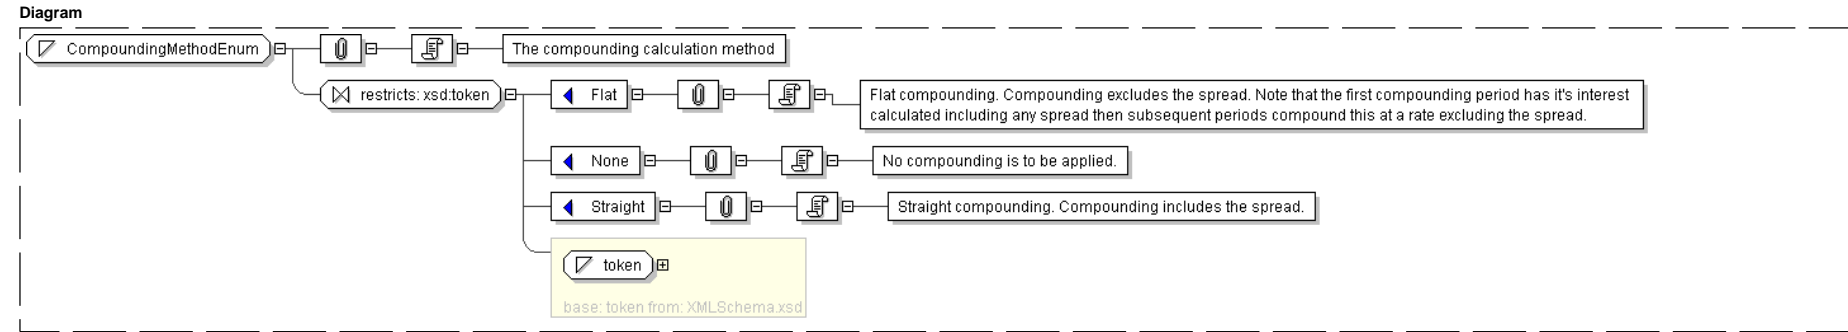 Diagram
CompoundingMethodEnum
The compounding calculation method
restricts: xsd:token
Flat
Flat compounding. Compounding excludes the spread. Note that the first compounding period has it's interest
calculated including any spread then subsequent periods compound this at a rate excluding the spread.
None
No compounding is to be applied.
Straight
Straight compounding. Compounding includes the spread.
token
base: token from: XMLSchema.xsd